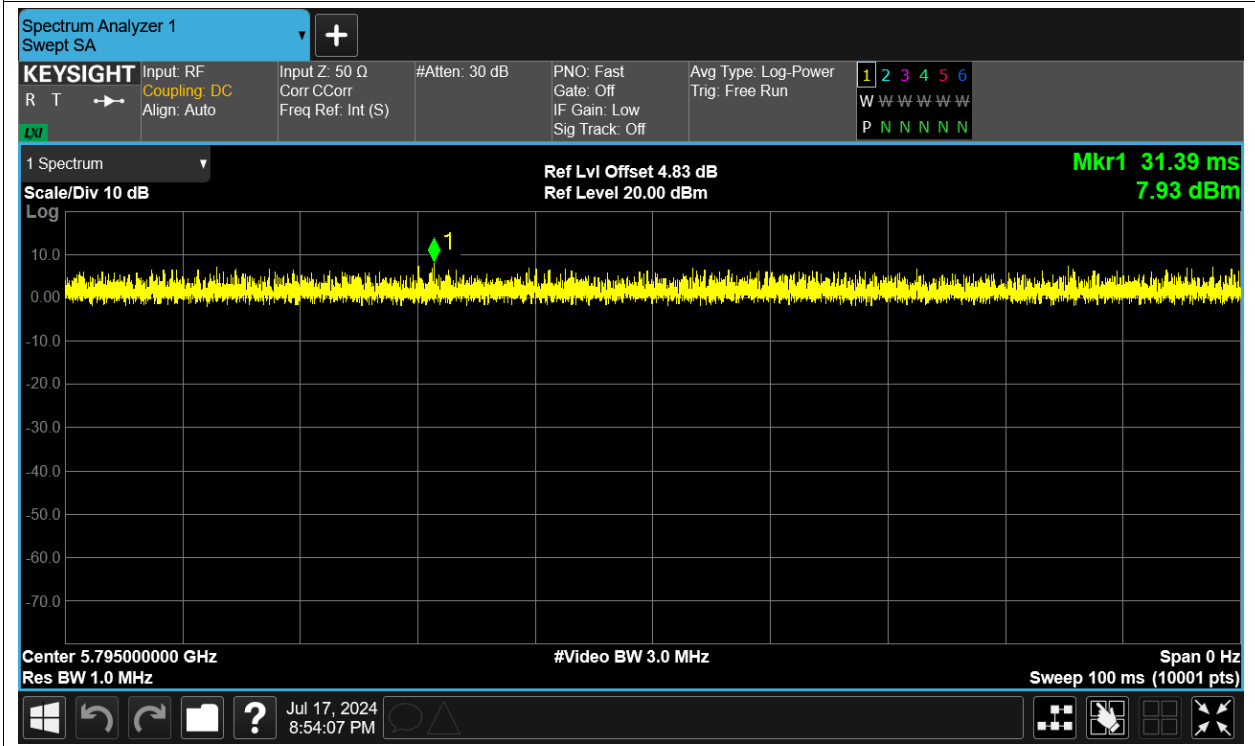 Spectrum Analyzer 1
Swept SA
KEYSIGHT
R T
LXI
Input: RF
Coupling: DC
Align: Auto
Input Z: 50 Ω
Corr CCorr
Freq Ref: Int (S)
#Atten: 30 dB
PNO: Fast
Gate: Off
IF Gain: Low
Sig Track: Off
Avg Type: Log-Power
Trig: Free Run
1 2 3 4 5 6
W W W W W W
P N N N N N
1 Spectrum
Scale/Div 10 dB
Log
Ref Lvl Offset 4.83 dB
Ref Level 20.00 dBm
Mkr1 31.39 ms
7.93 dBm
1
10.0
0.00
-10.0
-20.0
-30.0
-40.0
-50.0
-60.0
-70.0
Center 5.795000000 GHz
Res BW 1.0 MHz
#Video BW 3.0 MHz
Span 0 Hz
Sweep 100 ms (10001 pts)
?
Jul 17, 2024
8:54:07 PM